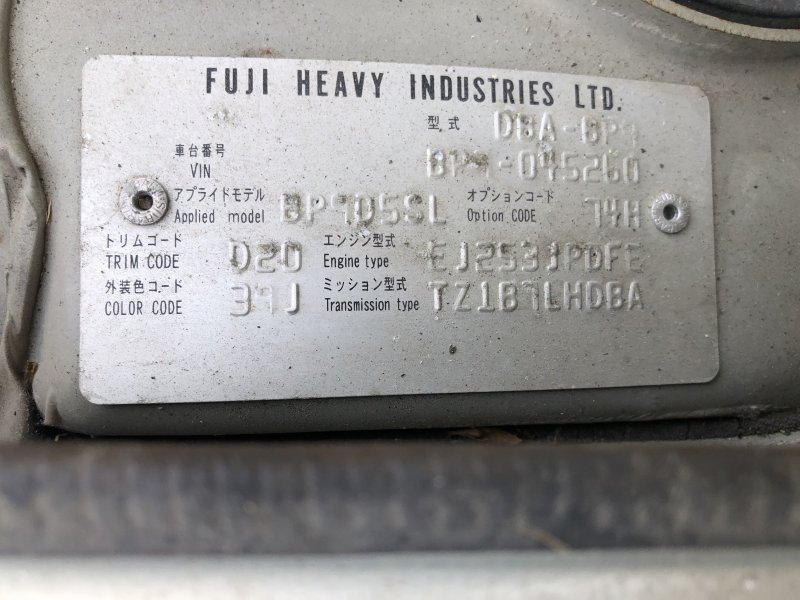 FUJI HEAVY INDUSTRIES LTD.
型式 DBA-BP9
車台番号 VIN BP9-045260
アプライドモデル Applied model BP9D5SL オプションコード Option CODE 74H
トリムコード TRIM CODE D20 エンジン型式 Engine type EJ253JPDFE
外装色コード COLOR CODE 39J ミッション型式 Transmission type TZ1B7LHDBA